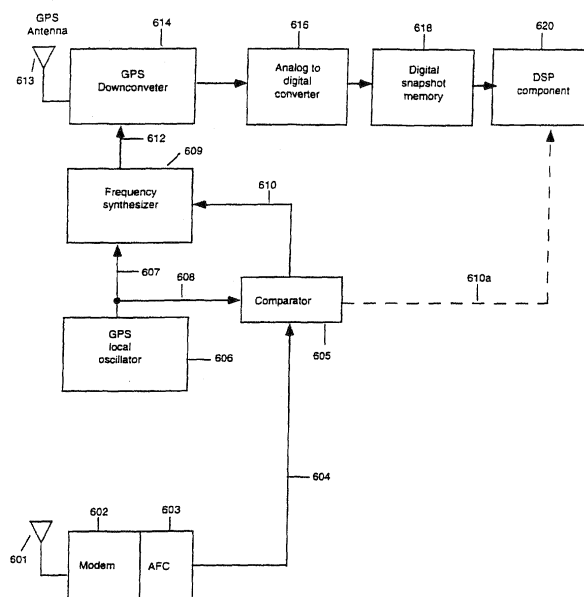 GPS
Antenna
613
614
GPS
Downconveter
616
Analog to
digital
converter
618
Digital
snapshot
memory
620
DSP
component
612
609
Frequency
synthesizer
610
607
608
Comparator
605
610a
GPS
local
oscillator
606
604
601
602
603
Modem
AFC